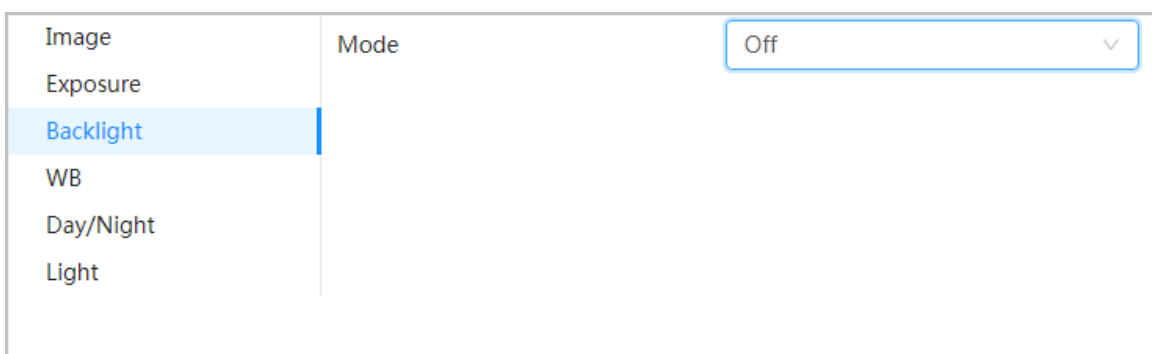 Image
Exposure
Backlight
WB
Day/Night
Light
Mode
Off